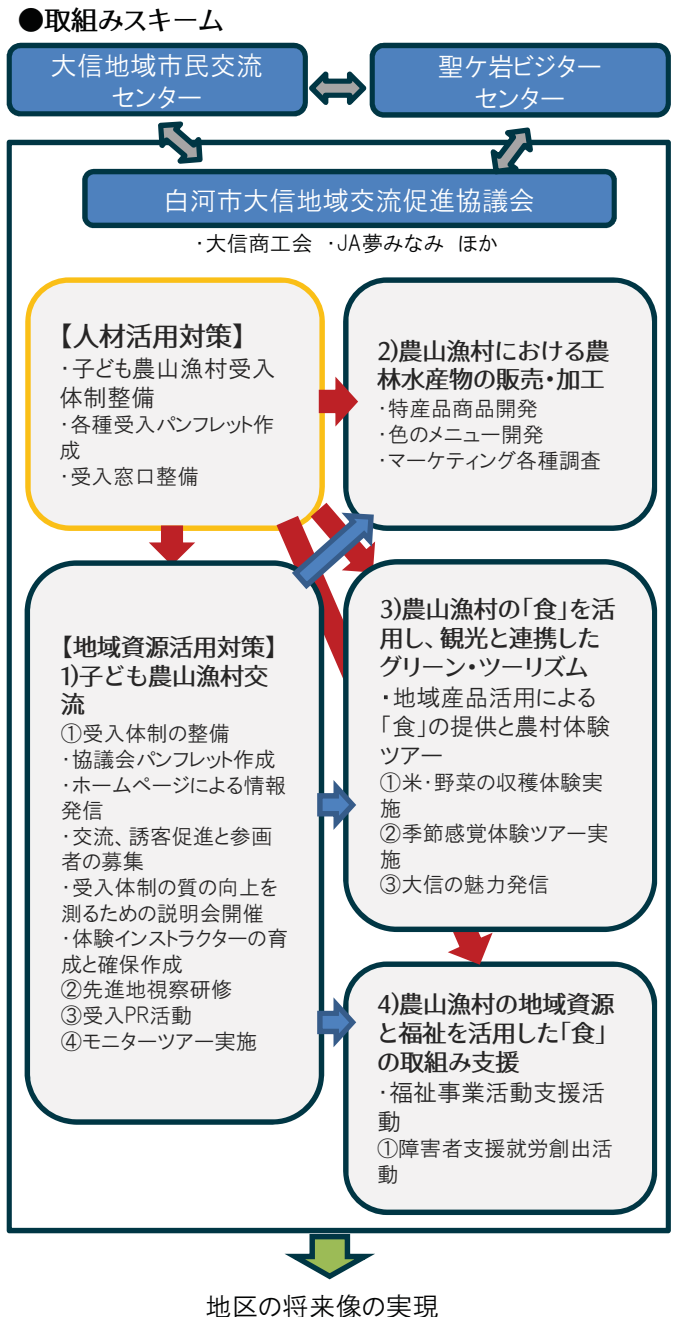 ●取組みスキーム
大信地域市民交流
センター
聖ケ岩ビジター
センター
白河市大信地域交流促進協議会
・大信商工会 ・JA夢みなみ ほか
【人材活用対策】
・子ども農山漁村受入
体制整備
・各種受入パンフレット作
成
・受入窓口整備
2)農山漁村における農
林水産物の販売・加工
・特産品商品開発
・色のメニュー開発
・マーケティング各種調査
【地域資源活用対策】
1)子ども農山漁村交
流
①受入体制の整備
・協議会パンフレット作成
・ホームページによる情報
発信
・交流、誘客促進と参画
者の募集
・受入体制の質の向上を
測るための説明会開催
・体験インストラクターの育
成と確保作成
②先進地視察研修
③受入PR活動
④モニターツアー実施
3)農山漁村の「食」を活
用し、観光と連携した
グリーン・ツーリズム
・地域産品活用による
「食」の提供と農村体験
ツアー
①米・野菜の収穫体験実
施
②季節感覚体験ツアー実
施
③大信の魅力発信
4)農山漁村の地域資源
と福祉を活用した「食」
の取組み支援
・福祉事業活動支援活
動
①障害者支援就労創出活
動
地区の将来像の実現